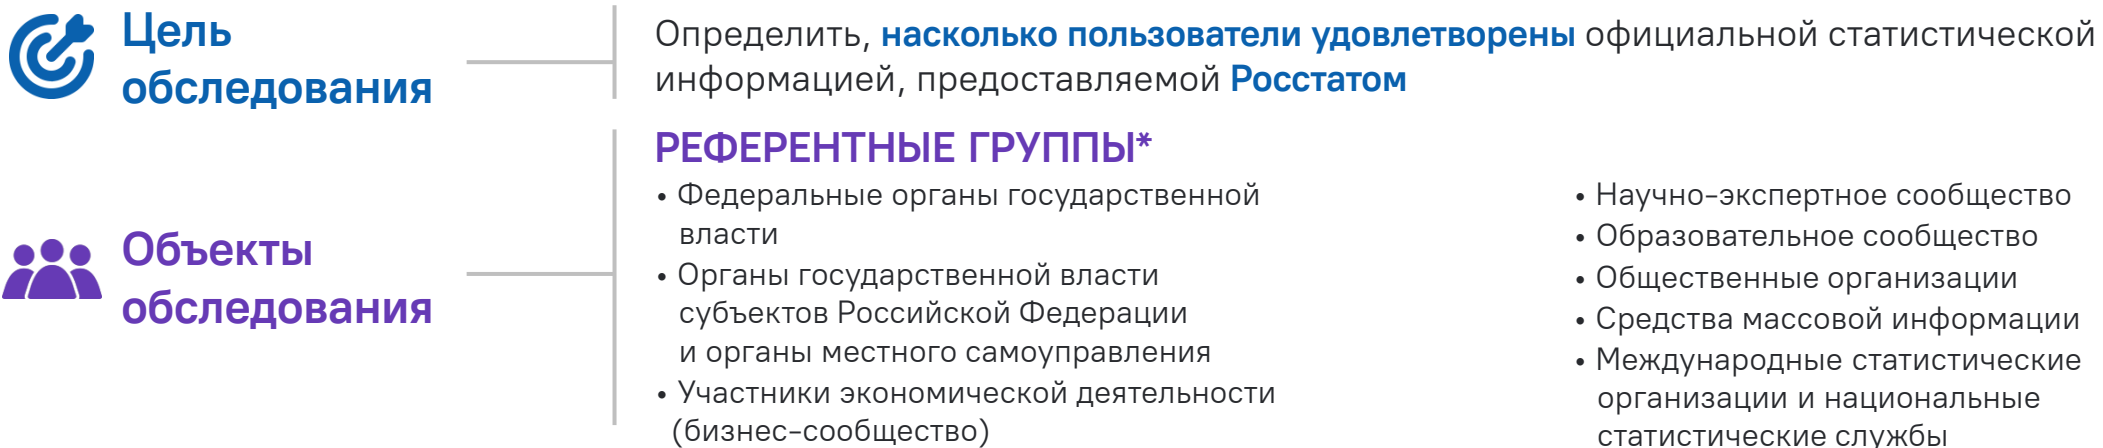 Цель
обследования
Определить, насколько пользователи удовлетворены официальной статистической
информацией, предоставляемой Росстатом
Объекты
обследования
РЕФЕРЕНТНЫЕ ГРУППЫ*
• Федеральные органы государственной
власти
• Органы государственной власти
субъектов Российской Федерации
и органы местного самоуправления
• Участники экономической деятельности
(бизнес-сообщество)
• Научно-экспертное сообщество
• Образовательное сообщество
• Общественные организации
• Средства массовой информации
• Международные статистические
организации и национальные
статистические службы